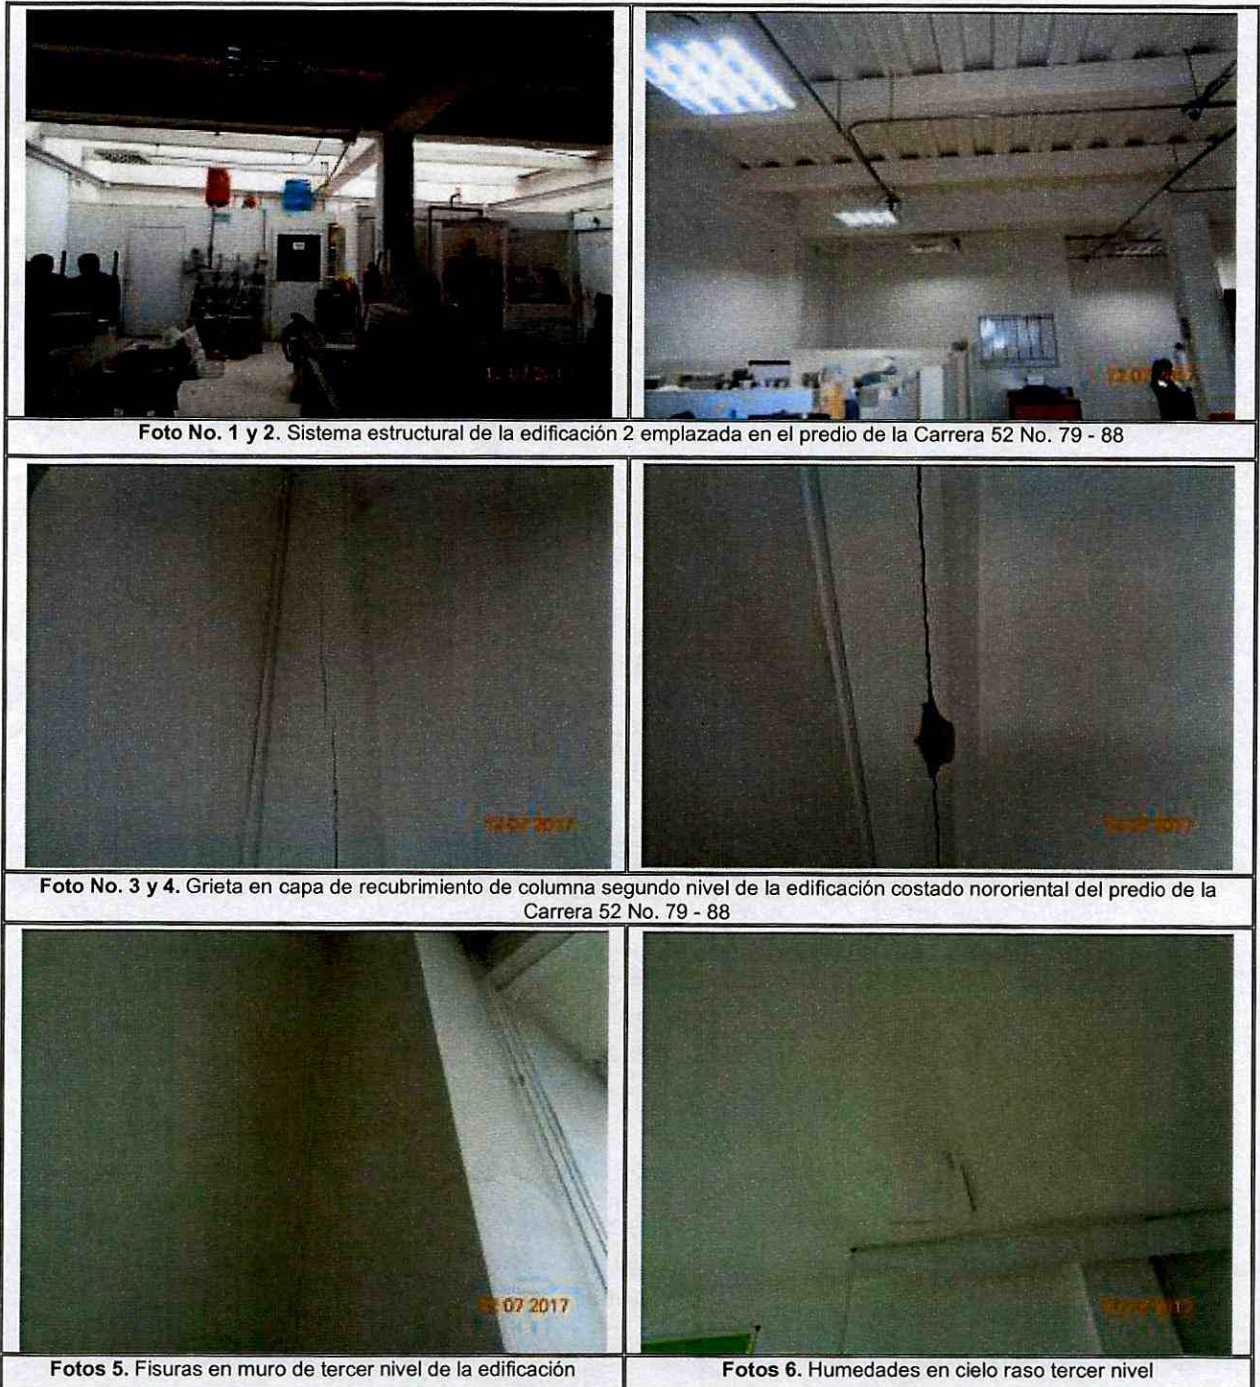 Foto No. 1 y 2. Sistema estructural de la edificación 2 emplazada en el predio de la Carrera 52 No. 79 - 88
Foto No. 3 y 4. Grieta en capa de recubrimiento de columna segundo nivel de la edificación costado nororiental del predio de la
Carrera 52 No. 79 - 88
07 2017
Fotos 5. Fisuras en muro de tercer nivel de la edificación
Fotos 6. Humedades en cielo raso tercer nivel